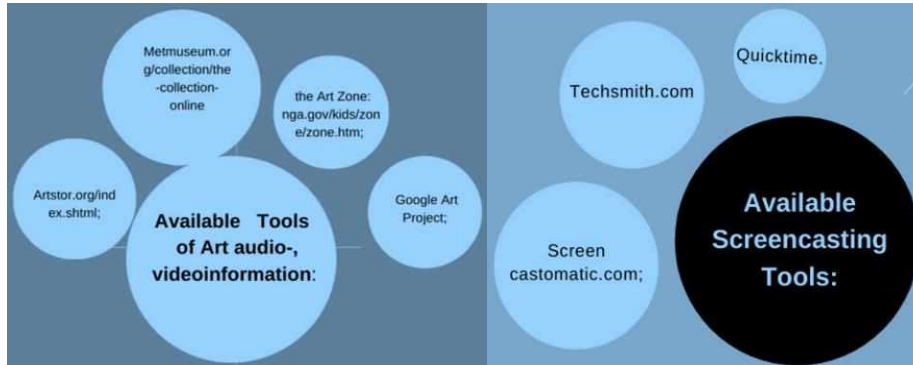 Metmuseum.or
g/collection/the
-collection-
online
the Art Zone:
nga.gov/kids/zon
e/zone.htm;
Artstor.org/ind
ex.shtml;
Google Art
Project;
Available Tools
of Art audio-,
videoinformation:
Quicktime.
Techsmith.com
Screen
castomatic.com;
Available
Screencasting
Tools: